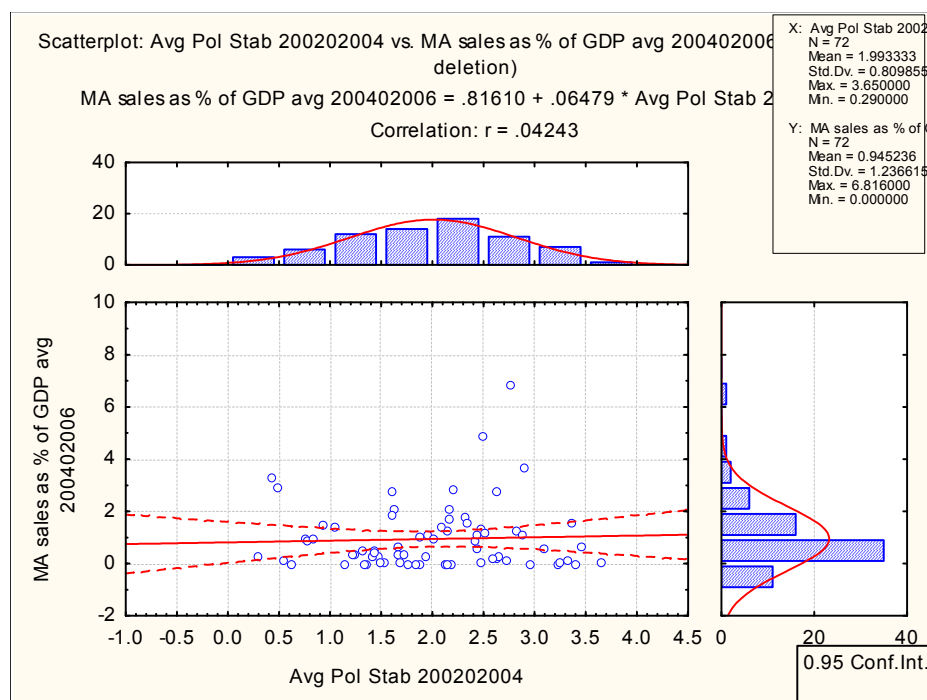 Scatterplot: Avg Pol Stab 200202004 vs. MA sales as % of GDP avg 200402006
deletion)
MA sales as % of GDP avg 200402006 = .81610 + .06479 * Avg Pol Stab 2
Correlation: r = .04243
X: Avg Pol Stab 2002
N = 72
Mean = 1.993333
Std.Dv. = 0.809855
Max. = 3.650000
Min. = 0.290000
Y: MA sales as % of
N = 72
Mean = 0.945236
Std.Dv. = 1.236615
Max. = 6.816000
Min. = 0.000000
40
20
0
10
8
6
4
2
0
-2
MA sales as % of GDP avg
200402006
-1.0 -0.5 0.0 0.5 1.0 1.5 2.0 2.5 3.0 3.5 4.0 4.5
Avg Pol Stab 200202004
0 20 40
0.95 Conf.Int.